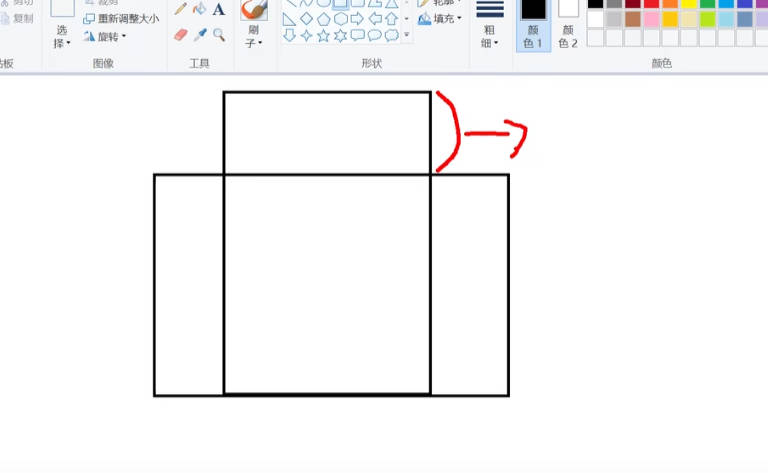 剪切
裁剪
轮廓
复制
重新调整大小
填充
选
择
旋转
A
刷
子
粗
细
颜
色 1
颜
色 2
贴板
图像
工具
形状
颜色